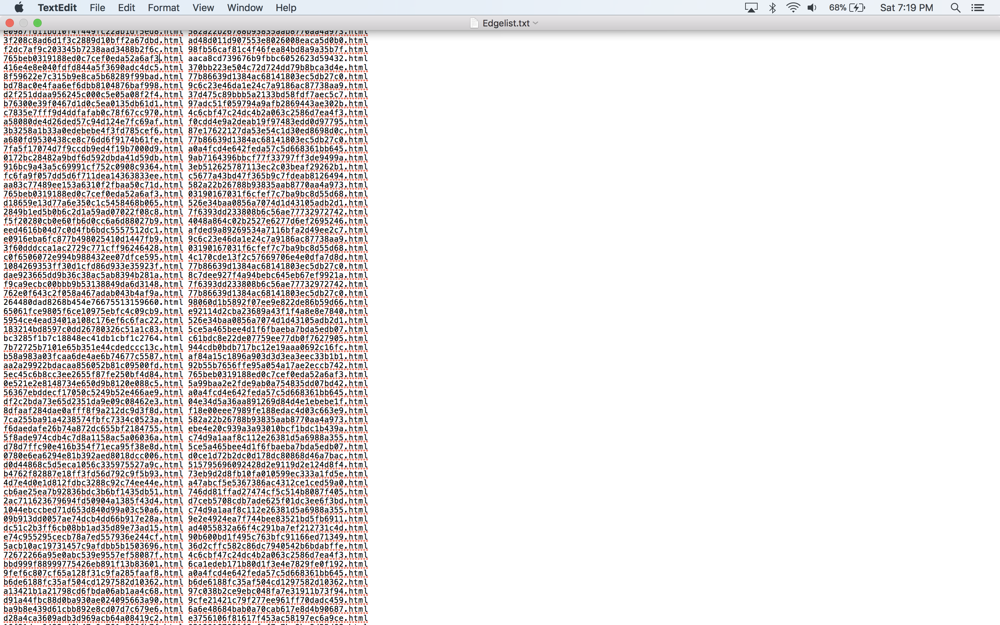 TextEdit File Edit Format View Window Help 68% Sat 7:19 PM
Edgelist.txt
e0987fd11bd10f4f449fc22ab1df5ed8.html 582a22b26788b93835aab8770aa4a973.html
3f208c8ad6d1f3c2889d10bff2a67dbd.html ad48d011d907553e8026008eaca5d0b0.html
f2dc7af9c203345b7238aad3488b2f6c.html 98fb56caf81c4f46fea84bd8a9a35b7f.html
765beb0319188ed0c7cef0eda52a6af3.html aaca8cd739676b9fbbc6052623d59432.html
416e4e8e040fdfd844a5f3690adc4dc5.html 370bb223e504c72d724dd79b8bca3d4e.html
8f59622e7c315b9e8ca5b68289f99bad.html 77b86639d1384ac68141803ec5db27c0.html
bd78ac0e4faa6ef6dbb8104876baf998.html 9c6c23e46da1e24c7a9186ac87738aa9.html
d2f251ddaa956245c000c5e05a08f2f4.html 37d475c89bbb5a2133bd58fdf7aec5c7.html
b76300e39f0467d1d0c5ea0135db61d1.html 97adc51f059794a9afb2869443ae302b.html
c7835e7fff9d4ddfafab0c78f67cc970.html 4c6cbf47c24dc4b2a063c2586d7ea4f3.html
a58080de4d26ded57c94d124e7fc69af.html f0cdd4e9a2deab19f97483edd0d97795.html
3b3258a1b33a0edebebe4f3fd785cef6.html 87e17622127da53e54c1d30ed8698d0c.html
a680fd9530438ce8c76dd6f9174b61fe.html 77b86639d1384ac68141803ec5db27c0.html
7fa5f17074d7f9ccdb9ed4f19b7000d9.html a0a4fcd4e642feda57c5d668361bb645.html
0172bc28482a9bdf6d592dbda41d59db.html 9ab7164396bbcf77f33797ff3de9499a.html
916bc9a43a5c69991cf752c0908c9364.html 3eb512625787113ec2c03beaf29262b1.html
fc6fa9f057dd5d6f711dea14363833ee.html c5677a43bd47f365b9c7fdeab8126494.html
aa83c77489ee153a6310f2fbaa50c71d.html 582a22b26788b93835aab8770aa4a973.html
765beb0319188ed0c7cef0eda52a6af3.html 03190167031f6cfef7c7ba9bc8d55d68.html
d18659e13d77a6e350c1c5458468b065.html 526e34baa0856a7074d1d43105adb2d1.html
2849b1ed5b0b6c2d1a59ad07022f08c8.html 7f6393dd233808b6c56ae77732972742.html
f5f20280cb0e60fb6d0cc6a6d88027b9.html 4048a864c02b2527e6277d6ef2695246.html
eed4616b04d7c0d4fb6bdc5557512dc1.html afded9a89269534a7116bfa2d49ee2c7.html
e0916eba6fc877b498025410d1447fb9.html 9c6c23e46da1e24c7a9186ac87738aa9.html
3f60dddcca1ac2729c771cff96246428.html 03190167031f6cfef7c7ba9bc8d55d68.html
c0f6506072e994b988432ee07dfce595.html 4c170cde13f2c57669706e4e0dfa7d8d.html
1084269353ff30d1cfd86d933e35923f.html 77b86639d1384ac68141803ec5db27c0.html
dae923665dd9b36c38ac5ab8394b281a.html 8c7dee927f4a94bebc645eb67ef9921a.html
f9ca9ecbc00bbb9b53138849da6d3148.html 7f6393dd233808b6c56ae77732972742.html
762e0f643c2f058a467adab043b4af9a.html 77b86639d1384ac68141803ec5db27c0.html
264480dad8268b454e76675513159660.html 98060d1b5892f07ee9e822de86b59d66.html
65061fce9805f6ce10975ebfc4c09cb9.html e92114d2cba23689a43f1f4a8e8e7840.html
5954ce4ead3401a108c176ef6c6fac22.html 526e34baa0856a7074d1d43105adb2d1.html
183214bd8597c0dd26780326c51a1c83.html 5ce5a465bee4d1f6fbaeba7bda5edb07.html
bc3285f1b7c18848ec41db1cbf1c2764.html c61bdc8e22de07759ee77db0f7627905.html
7b72725b7101e65b351e44cdedccc13c.html 944cdb0bdb717bc12e19aaa0692c16fc.html
b58a983a03fcaa6de4ae6b74677c5587.html af84a15c1896a903d3d3ea3eec33b1b1.html
aa2a29922bdacaa856052b81c09500fd.html 92b55b7656ffe95a054a17ae2eccb742.html
5ec45c6b8cc3ee2655f87fe250bf4d84.html 765beb0319188ed0c7cef0eda52a6af3.html
0e521e2e8148734e650d9b8120e088c5.html 5a99baa2e2fde9ab0a754835dd07bd42.html
56367ebddecf17050c5249b52e466ae9.html a0a4fcd4e642feda57c5d668361bb645.html
df2c2bda73e65d2351da9e09c08462e3.html 04e34d5a36aa891269d84d4e1ebebe1f.html
8dfaaf284dae0afff8f9a212dc9d3f8d.html f18e00eee7989fe188edac4d03c663e9.html
7ca255ba91a4238574fbfc7334c0523a.html 582a22b26788b93835aab8770aa4a973.html
f6daedafe26b74a872dc655bf2184755.html ebe4e20c939a3a93010bcf1bdc1b439a.html
5f8ade974cdb4c7d8a1158ac5a06036a.html c74d9a1aaf8c112e26381d5a6988a355.html
d78d7ffc90e416b354f71eca95f38e8d.html 5ce5a465bee4d1f6fbaeba7bda5edb07.html
0780e6ea6294e81b392aed8018dcc006.html d0ce1d72b2dc0d178dc80868d46a7bac.html
d0d44868c5d5eca1056c335975527a9c.html 515795696092428d2e9119d2e124d8f4.html
b4762f82887e18ff3fd56d792c9f5b93.html 73eb9d2d8fb10fa010599ec333a1fd5e.html
4d7e4d0e1d812fdbc3288c92c74ee44e.html a47abcf5e5367386ac4312ce1ced59a0.html
cb6ae25ea7b92836bdc3b6bf1435db51.html 746dd81ffad27474cf5c514b8087f405.html
2ac711623679694fd50904a1385f43d4.html d7ceb5708cdb7ade625f01dc3ee6f3bd.html
1044ebccbed71d653d840d99a03c50a6.html c74d9a1aaf8c112e26381d5a6988a355.html
09b913dd0057ae74dcb4dd66b917e28a.html 9e2e4924ea7f744bee83521bd5fb6911.html
dc51c2b3ff6cb08bb1ad35d89e73ad15.html ad4055832a66f4c291ba7ef212731c4d.html
e74c955295cecb78a7ed557936e244cf.html 90b600bd1f495c763bfc91166ed71349.html
5acb10ac19731457c9afdbb5b1503696.html 36d2cffc582c86dc7940542b6bdabffe.html
72672266a95e0abc539e9557ef58087f.html 4c6cbf47c24dc4b2a063c2586d7ea4f3.html
bbd999f88999775426eb891f13b83601.html 6ca1edeb171b80d1f3e4e7829fe0f192.html
9fef6c807cf65a128f31c9fa285faaf8.html a0a4fcd4e642feda57c5d668361bb645.html
b6de6188fc35af504cd1297582d10362.html b6de6188fc35af504cd1297582d10362.html
a13421b1a21798cd6fbda06ab1aa4c68.html 97c038b2ce9ebc048fa7e31911b73f94.html
d91a44fbc88d0ba930ae024095663a90.html 9cfe21421c79f277ee961ff70dadc459.html
ba9b8e439d61cbb892e8cd07d7c679e6.html 6a6e48684bab0a70cab617e8d4b90687.html
d28a4ca3609adb3d969acb64a08419c2.html e3756106f81617f453ac58197ec6a9ce.html